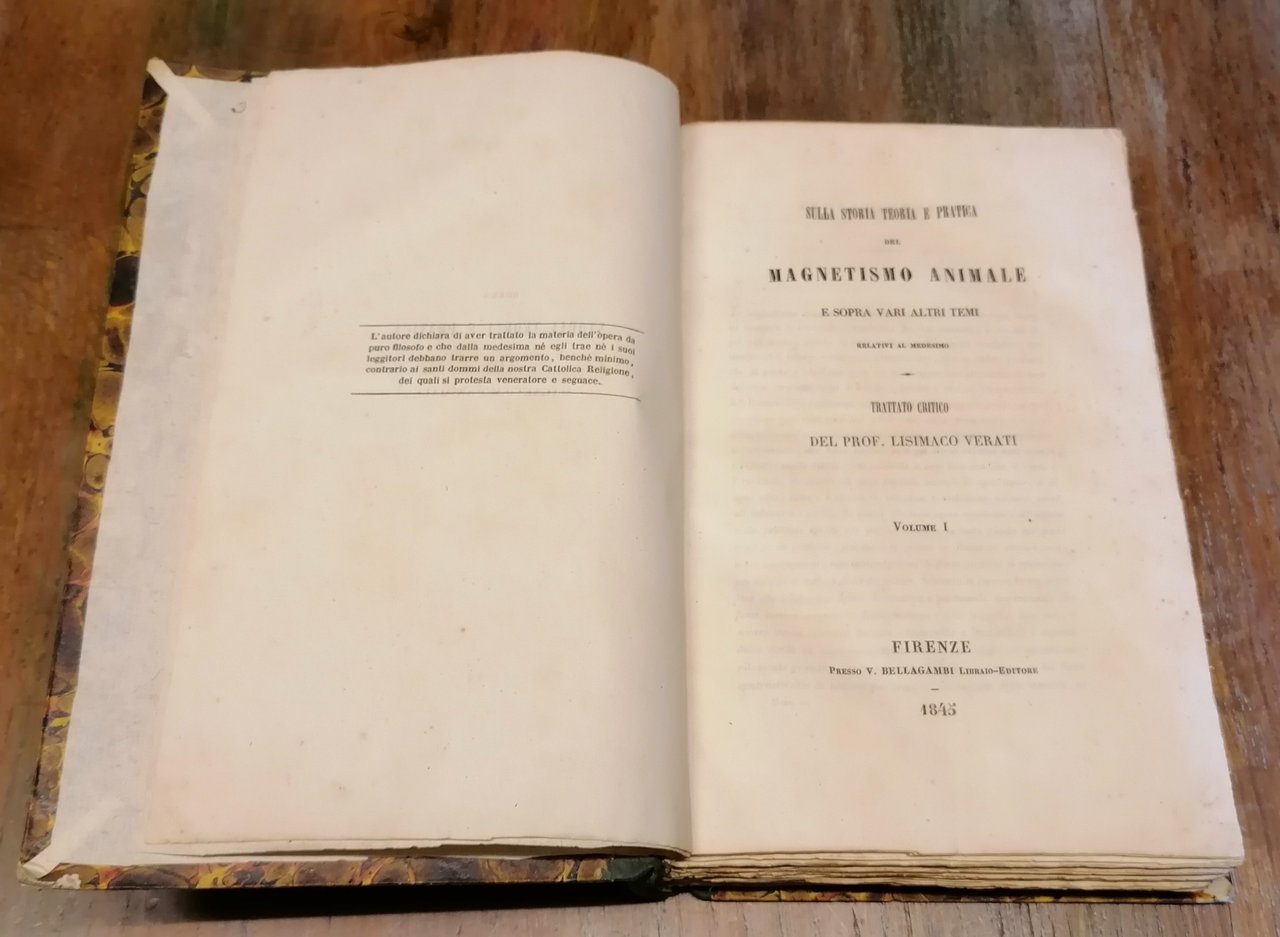 L'autore dichiara di aver trattato la materia dell'opera da
puro filosofo e che dalla medesima nè egli trae nè i suoi
leggitori debbano trarre un argomento, benchè minimo,
contrario ai santi dommi della nostra Cattolica Religione,
dei quali si protesta veneratore e seguace.
SULLA STORIA TEORIA E PRATICA
DEL
MAGNETISMO ANIMALE
E SOPRA VARI ALTRI TEMI
RELATIVI AL MEDESIMO
TRATTATO CRITICO
DEL PROF. LISIMACO VERATI
VOLUME I
FIRENZE
PRESSO V. BELLAGAMBI LIBRAIO-EDITORE
1845